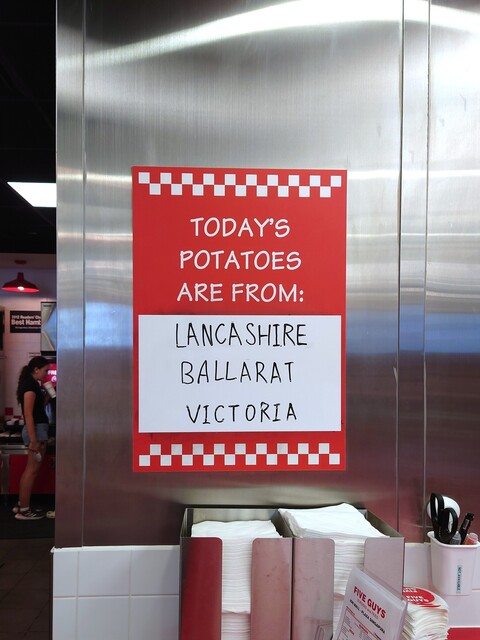 TODAY'S
POTATOES
ARE FROM:
LANCASHIRE
BALLARAT
VICTORIA
FIVE GUYS